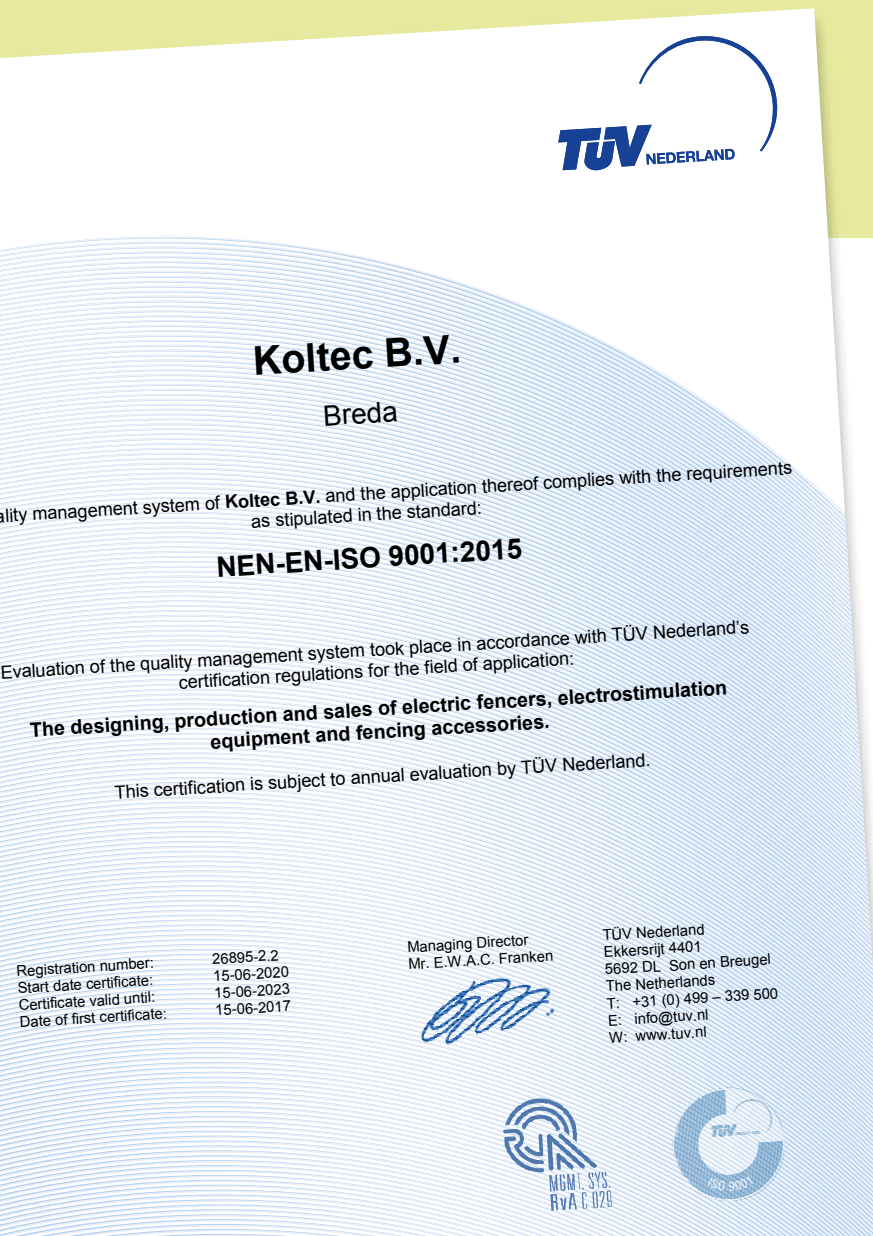 TÜV NEDERLAND
Koltec B.V.
Breda
management system of Koltec B.V. and the application thereof complies with the requirements
as stipulated in the standard:
NEN-EN-ISO 9001:2015
Evaluation of the quality management system took place in accordance with TÜV Nederland's
certification regulations for the field of application:
The designing, production and sales of electric fencers, electrostimulation
equipment and fencing accessories.
This certification is subject to annual evaluation by TÜV Nederland.
Registration number: 26895-2.2
Start date certificate: 15-06-2020
Certificate valid until: 15-06-2023
Date of first certificate: 15-06-2017
Managing Director
Mr. E.W.A.C. Franken
TÜV Nederland
Ekkersrijt 4401
5692 DL Son en Breugel
The Netherlands
T: +31 (0) 499 – 339 500
E: info@tuv.nl
W: www.tuv.nl
RVA
MGMT. SYS.
RvA C 028
TÜV
ISO 9001